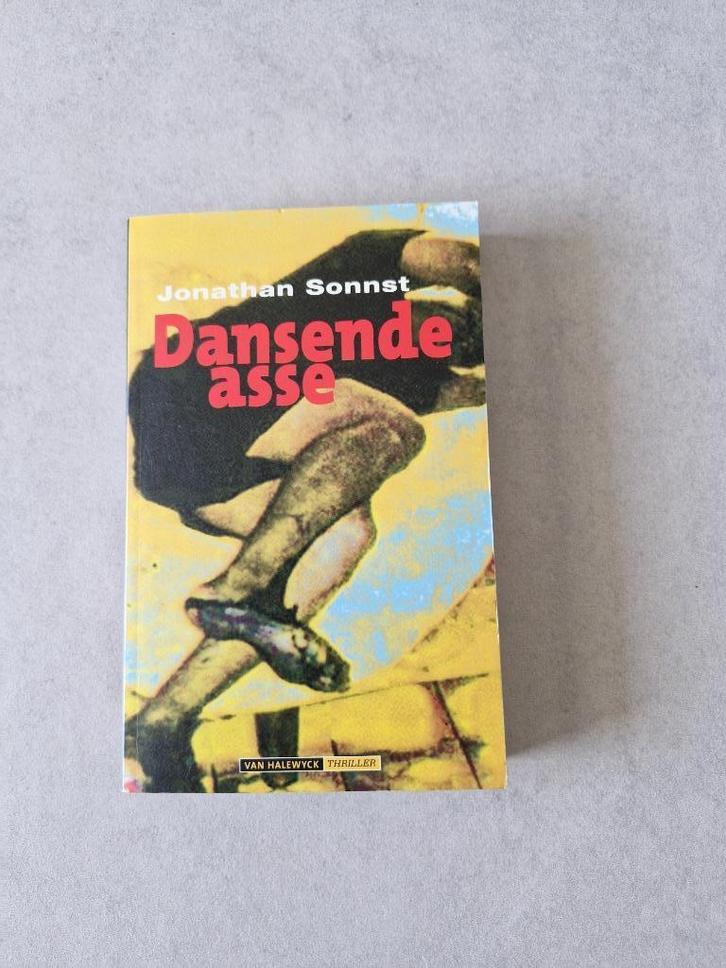 Jonathan Sonnst
Dansende
asse
VAN HALEWYCK THRILLER